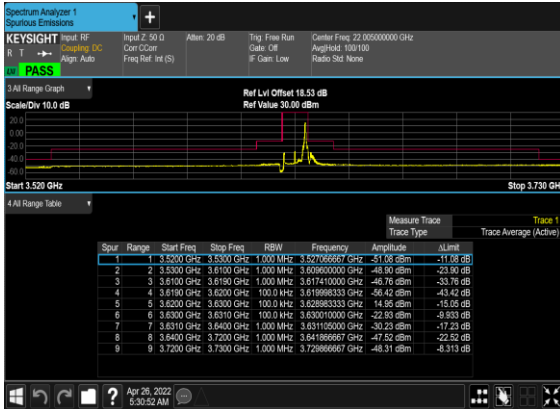 Spectrum Analyzer 1
Spurious Emissions
+
KEYSIGHT Input: RF Input Z: 50 Ω Atten: 20 dB Trig: Free Run Center Freq: 22.005000000 GHz
R T Coupling: DC Corr CCorr Gate: Off Avg|Hold: 100/100
Align: Auto Freq Ref: Int (S) IF Gain: Low Radio Std: None
PASS
3 All Range Graph Ref Lvl Offset 18.53 dB
Scale/Div 10.0 dB Ref Value 30.00 dBm
20.0
0.00
-20.0
-40.0
-60.0
Start 3.520 GHz Stop 3.730 GH
4 All Range Table
Measure Trace Trace 1
Trace Type Trace Average (Active)
Spur Range Start Freq Stop Freq RBW Frequency Amplitude ΔLimit
1 1 3.5200 GHz 3.5300 GHz 1.000 MHz 3.527066667 GHz -51.08 dBm -11.08 dB
2 2 3.5300 GHz 3.6100 GHz 1.000 MHz 3.609600000 GHz -48.90 dBm -23.90 dB
3 3 3.6100 GHz 3.6190 GHz 1.000 MHz 3.617410000 GHz -46.76 dBm -33.76 dB
4 4 3.6190 GHz 3.6200 GHz 100.0 kHz 3.619998333 GHz -56.42 dBm -43.42 dB
5 5 3.6200 GHz 3.6300 GHz 100.0 kHz 3.628983333 GHz 14.95 dBm -15.05 dB
6 6 3.6300 GHz 3.6310 GHz 100.0 kHz 3.630010000 GHz -22.93 dBm -9.933 dB
7 7 3.6310 GHz 3.6400 GHz 1.000 MHz 3.631105000 GHz -30.23 dBm -17.23 dB
8 8 3.6400 GHz 3.7200 GHz 1.000 MHz 3.641866667 GHz -47.52 dBm -22.52 dB
9 9 3.7200 GHz 3.7300 GHz 1.000 MHz 3.729866667 GHz -48.31 dBm -8.313 dB
? Apr 26, 2022
5:30:52 AM